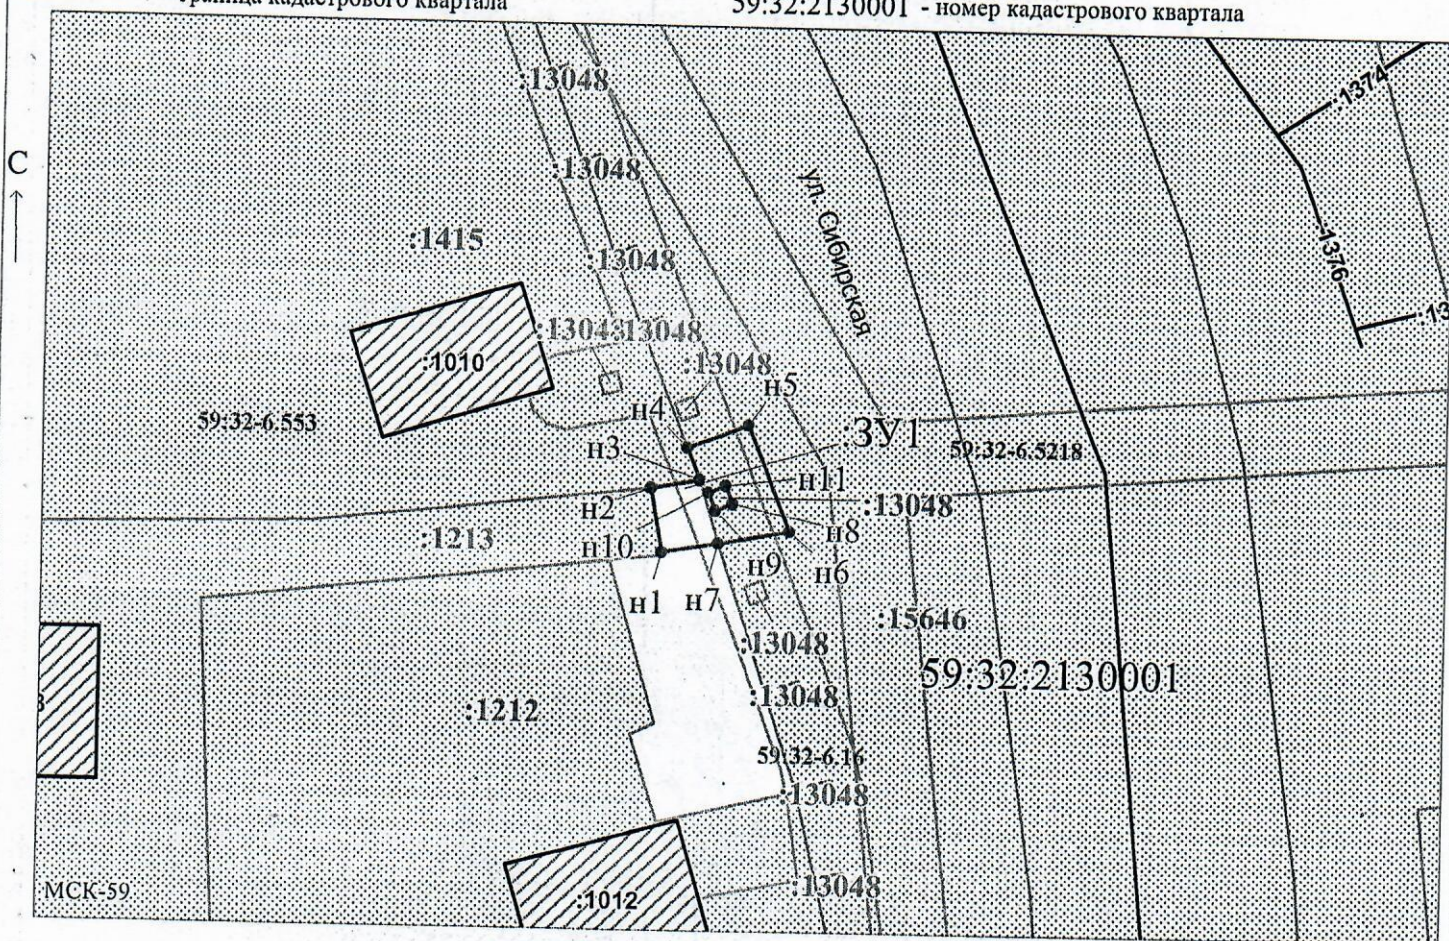 граница кадастрового квартала
59:32:2130001 - номер кадастрового квартала
:13048
:1374
С
:13048
ул. Сибирская
:1415
:13048
:1376
:13048
:13048
:1010
:13048
н5
н4
59:32-6.553
:ЗУ1
н3
59:32-6.5218
н11
н2
:13048
:1213
н8
п10
н9
н6
н1
н7
:15646
:13048
59:32:2130001
:13048
:1212
59:32-6.16
:13048
МСК-59
:13048
:1012